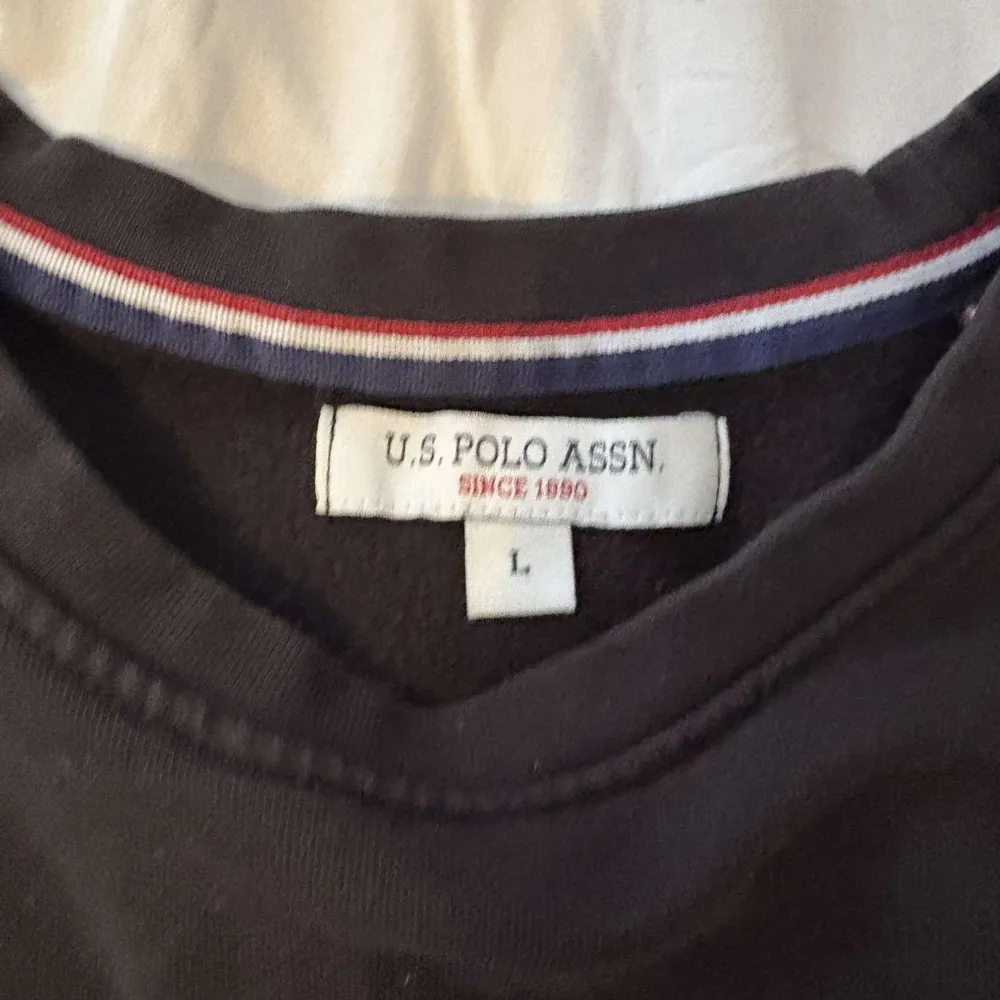 U.S. POLO ASSN.
SINCE 1890
L